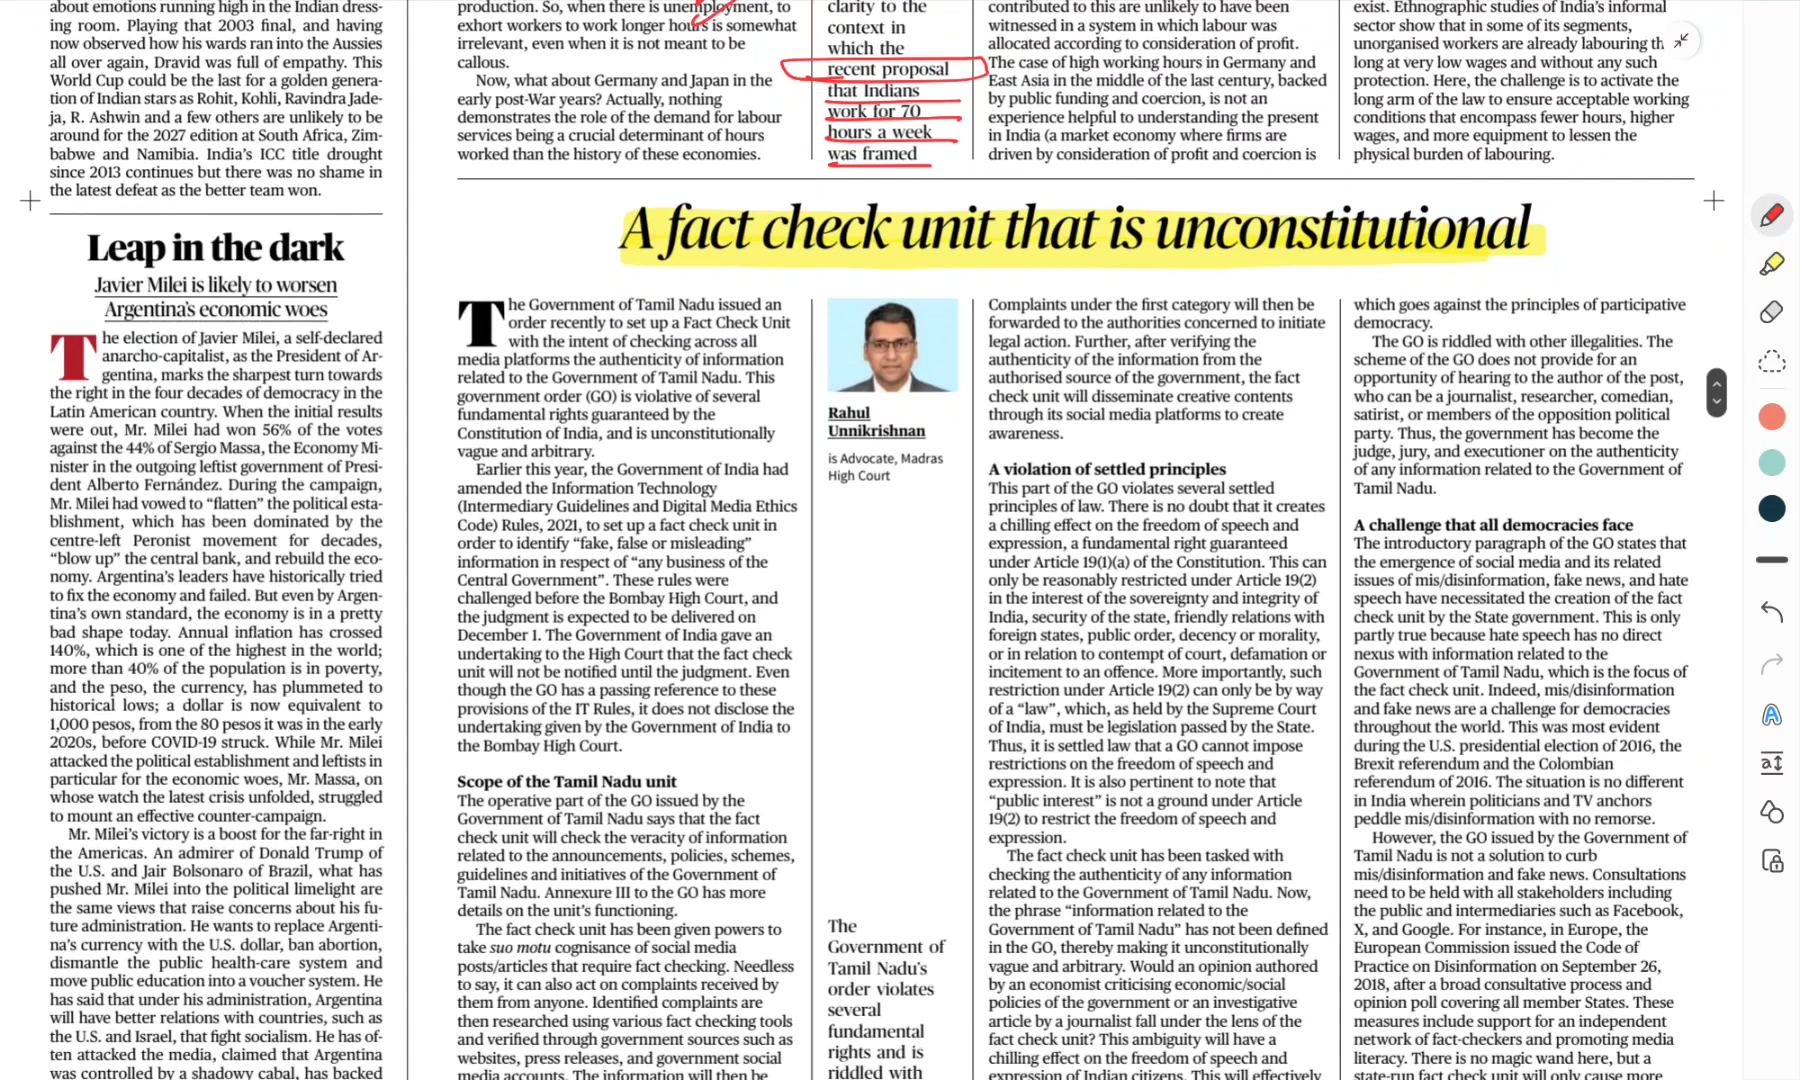 about emotions running high in the Indian dress-
ing room. Playing that 2003 final, and having
now observed how his wards ran into the Aussies
all over again, Dravid was full of empathy. This
World Cup could be the last for a golden genera-
tion of Indian stars as Rohit, Kohli, Ravindra Jade-
ja, R. Ashwin and a few others are unlikely to be
around for the 2027 edition at South Africa, Zim-
babwe and Namibia. India's ICC title drought
since 2013 continues but there was no shame in
the latest defeat as the better team won.
Leap in the dark
Javier Milei is likely to worsen
Argentina's economic woes
The election of Javier Milei, a self-declared
anarcho-capitalist, as the President of Ar-
gentina, marks the sharpest turn towards
the right in the four decades of democracy in the
Latin American country. When the initial results
were out, Mr. Milei had won 56% of the votes
against the 44% of Sergio Massa, the Economy Mi-
nister in the outgoing leftist government of Presi-
dent Alberto Fernández. During the campaign,
Mr. Milei had vowed to “flatten” the political esta-
blishment, which has been dominated by the
centre-left Peronist movement for decades,
“blow up” the central bank, and rebuild the eco-
nomy. Argentina's leaders have historically tried
to fix the economy and failed. But even by Argen-
tina's own standard, the economy is in a pretty
bad shape today. Annual inflation has crossed
140%, which is one of the highest in the world;
more than 40% of the population is in poverty,
and the peso, the currency, has plummeted to
historical lows; a dollar is now equivalent to
1,000 pesos, from the 80 pesos it was in the early
2020s, before COVID-19 struck. While Mr. Milei
attacked the political establishment and leftists in
particular for the economic woes, Mr. Massa, on
whose watch the latest crisis unfolded, struggled
to mount an effective counter-campaign.
Mr. Milei's victory is a boost for the far-right in
the Americas. An admirer of Donald Trump of
the U.S. and Jair Bolsonaro of Brazil, what has
pushed Mr. Milei into the political limelight are
the same views that raise concerns about his fu-
ture administration. He wants to replace Argenti-
na's currency with the U.S. dollar, ban abortion,
dismantle the public health-care system and
move public education into a voucher system. He
has said that under his administration, Argentina
will have better relations with countries, such as
the U.S. and Israel, that fight socialism. He has of-
ten attacked the media, claimed that Argentina
was controlled by a shadowy cabal, has backed
production. So, when there is unemployment, to
exhort workers to work longer hours is somewhat
irrelevant, even when it is not meant to be
callous.
Now, what about Germany and Japan in the
early post-War years? Actually, nothing
demonstrates the role of the demand for labour
services being a crucial determinant of hours
worked than the history of these economies.
clarity to the
context in
which the
recent proposal
that Indians
work for 70
hours a week
was framed
contributed to this are unlikely to have been
witnessed in a system in which labour was
allocated according to consideration of profit.
The case of high working hours in Germany and
East Asia in the middle of the last century, backed
by public funding and coercion, is not an
experience helpful to understanding the present
in India (a market economy where firms are
driven by consideration of profit and coercion is
exist. Ethnographic studies of India's informal
sector show that in some of its segments,
unorganised workers are already labouring
long at very low wages and without any such
protection. Here, the challenge is to activate the
long arm of the law to ensure acceptable working
conditions that encompass fewer hours, higher
wages, and more equipment to lessen the
physical burden of labouring.
A fact check unit that is unconstitutional
The Government of Tamil Nadu issued an
order recently to set up a Fact Check Unit
with the intent of checking across all
media platforms the authenticity of information
related to the Government of Tamil Nadu. This
government order (GO) is violative of several
fundamental rights guaranteed by the
Constitution of India, and is unconstitutionally
vague and arbitrary.
Earlier this year, the Government of India had
amended the Information Technology
(Intermediary Guidelines and Digital Media Ethics
Code) Rules, 2021, to set up a fact check unit in
order to identify “fake, false or misleading”
information in respect of “any business of the
Central Government”. These rules were
challenged before the Bombay High Court, and
the judgment is expected to be delivered on
December 1. The Government of India gave an
undertaking to the High Court that the fact check
unit will not be notified until the judgment. Even
though the GO has a passing reference to these
provisions of the IT Rules, it does not disclose the
undertaking given by the Government of India to
the Bombay High Court.
Scope of the Tamil Nadu unit
The operative part of the GO issued by the
Government of Tamil Nadu says that the fact
check unit will check the veracity of information
related to the announcements, policies, schemes,
guidelines and initiatives of the Government of
Tamil Nadu. Annexure III to the GO has more
details on the unit's functioning.
The fact check unit has been given powers to
take suo motu cognisance of social media
posts/articles that require fact checking. Needless
to say, it can also act on complaints received by
them from anyone. Identified complaints are
then researched using various fact checking tools
and verified through government sources such as
websites, press releases, and government social
media accounts. The information will then be
Rahul
Unnikrishnan
is Advocate, Madras
High Court
The
Government of
Tamil Nadu's
order violates
several
fundamental
rights and is
riddled with
Complaints under the first category will then be
forwarded to the authorities concerned to initiate
legal action. Further, after verifying the
authenticity of the information from the
authorised source of the government, the fact
check unit will disseminate creative contents
through its social media platforms to create
awareness.
A violation of settled principles
This part of the GO violates several settled
principles of law. There is no doubt that it creates
a chilling effect on the freedom of speech and
expression, a fundamental right guaranteed
under Article 19(1)(a) of the Constitution. This can
only be reasonably restricted under Article 19(2)
in the interest of the sovereignty and integrity of
India, security of the state, friendly relations with
foreign states, public order, decency or morality,
or in relation to contempt of court, defamation or
incitement to an offence. More importantly, such
restriction under Article 19(2) can only be by way
of a “law”, which, as held by the Supreme Court
of India, must be legislation passed by the State.
Thus, it is settled law that a GO cannot impose
restrictions on the freedom of speech and
expression. It is also pertinent to note that
“public interest” is not a ground under Article
19(2) to restrict the freedom of speech and
expression.
The fact check unit has been tasked with
checking the authenticity of any information
related to the Government of Tamil Nadu. Now,
the phrase “information related to the
Government of Tamil Nadu” has not been defined
in the GO, thereby making it unconstitutionally
vague and arbitrary. Would an opinion authored
by an economist criticising economic/social
policies of the government or an investigative
article by a journalist fall under the lens of the
fact check unit? This ambiguity will have a
chilling effect on the freedom of speech and
expression of Indian citizens. This will effectively
which goes against the principles of participative
democracy.
The GO is riddled with other illegalities. The
scheme of the GO does not provide for an
opportunity of hearing to the author of the post,
who can be a journalist, researcher, comedian,
satirist, or members of the opposition political
party. Thus, the government has become the
judge, jury, and executioner on the authenticity
of any information related to the Government of
Tamil Nadu.
A challenge that all democracies face
The introductory paragraph of the GO states that
the emergence of social media and its related
issues of mis/disinformation, fake news, and hate
speech have necessitated the creation of the fact
check unit by the State government. This is only
partly true because hate speech has no direct
nexus with information related to the
Government of Tamil Nadu, which is the focus of
the fact check unit. Indeed, mis/disinformation
and fake news are a challenge for democracies
throughout the world. This was most evident
during the U.S. presidential election of 2016, the
Brexit referendum and the Colombian
referendum of 2016. The situation is no different
in India wherein politicians and TV anchors
peddle mis/disinformation with no remorse.
However, the GO issued by the Government of
Tamil Nadu is not a solution to curb
mis/disinformation and fake news. Consultations
need to be held with all stakeholders including
the public and intermediaries such as Facebook,
X, and Google. For instance, in Europe, the
European Commission issued the Code of
Practice on Disinformation on September 26,
2018, after a broad consultative process and
opinion poll covering all member States. These
measures include support for an independent
network of fact-checkers and promoting media
literacy. There is no magic wand here, but a
state-run fact check unit will only cause more